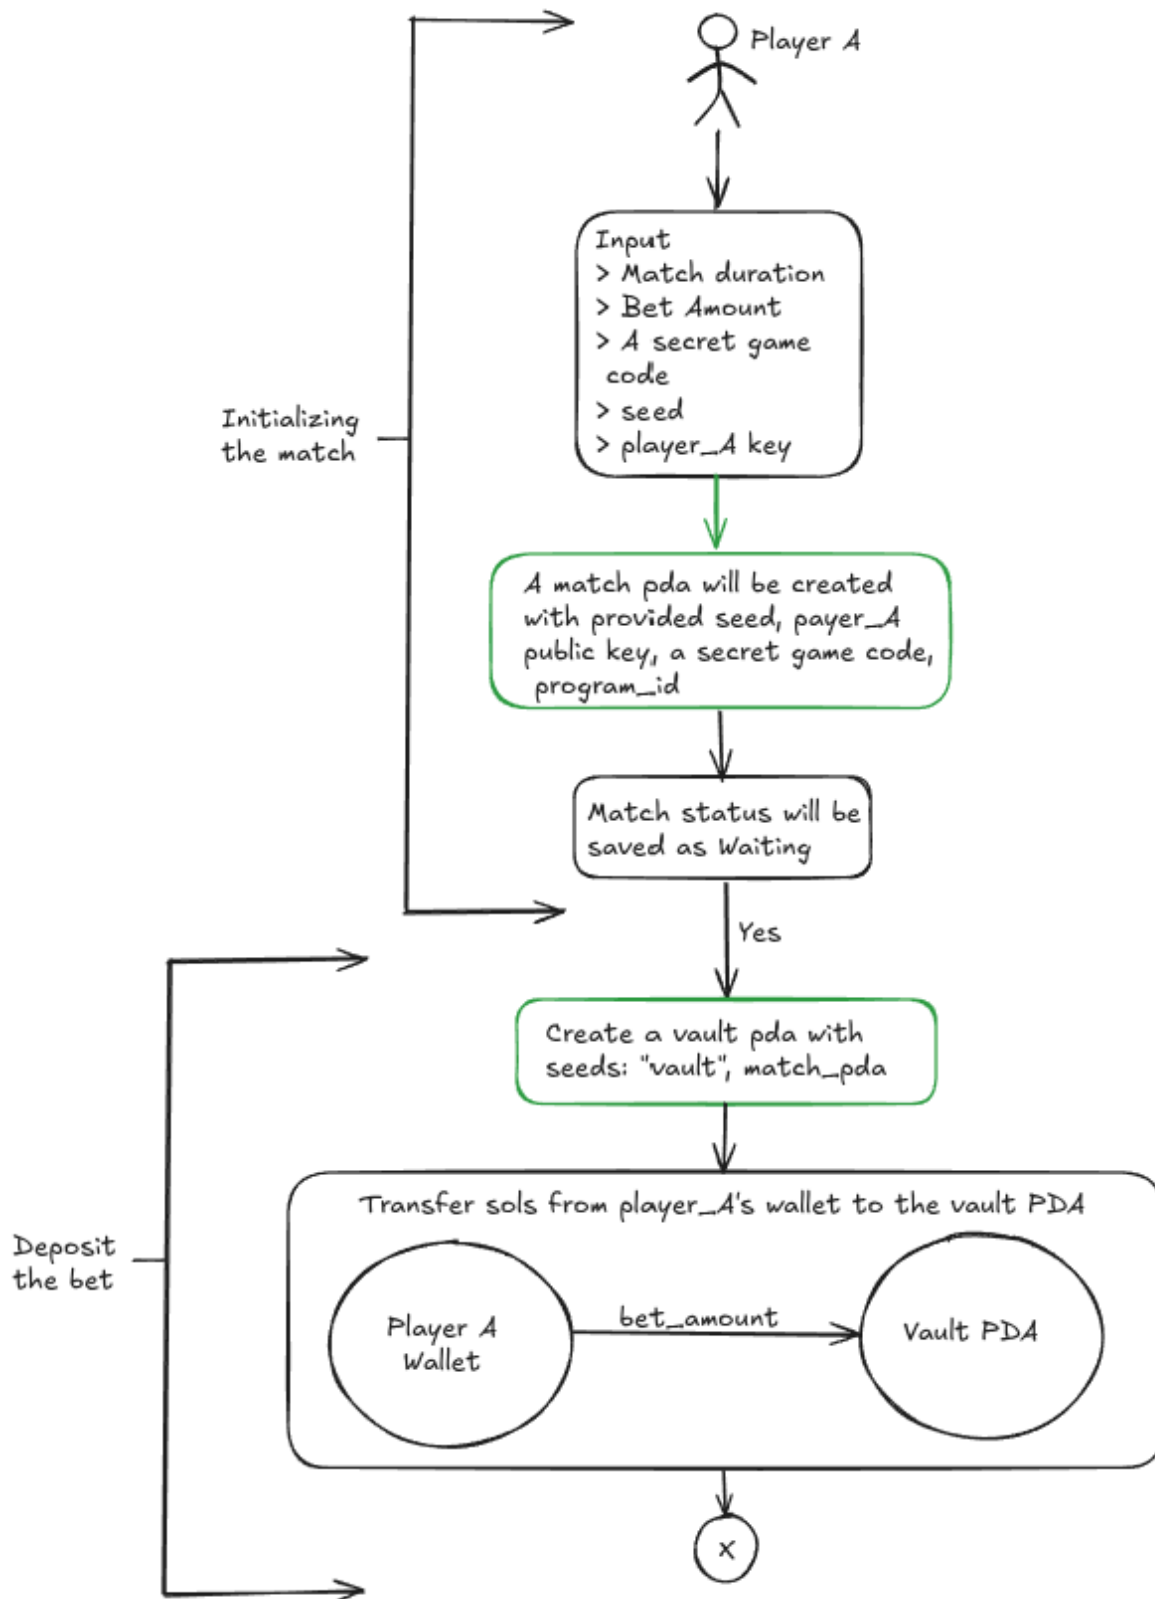 Player A
Input
> Match duration
> Bet Amount
> A secret game
code
> seed
> player_A key
Initializing
the match
A match pda will be created
with provided seed, payer_A
public key, a secret game code,
program_id
Match status will be
saved as Waiting
Yes
Create a vault pda with
seeds: "vault", match_pda
Transfer sols from player_A's wallet to the vault PDA
Deposit
the bet
Player A
Wallet
bet_amount
Vault PDA
X